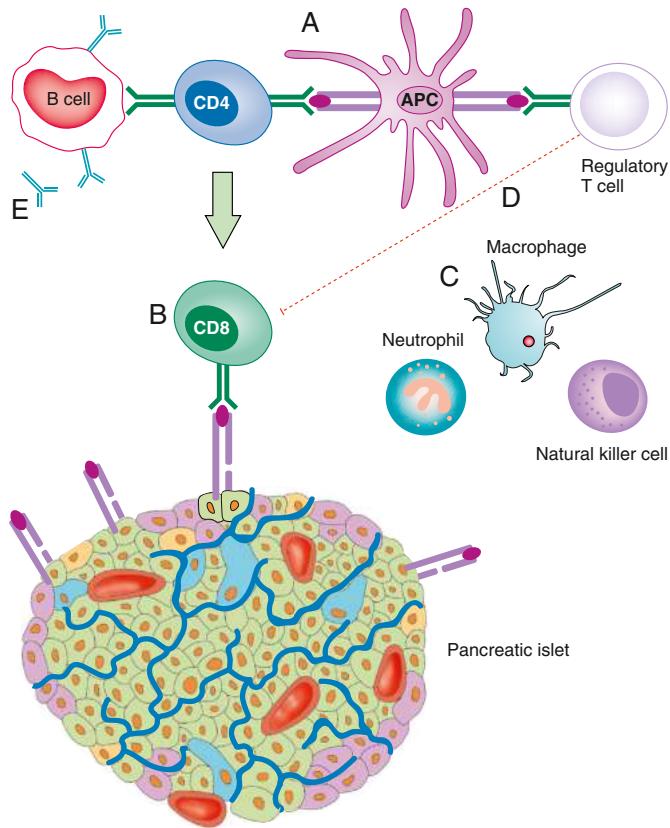 A
B cell
CD4
APC
Regulatory
T cell
E
D
Macrophage
C
B
CD8
Neutrophil
Natural killer cell
Pancreatic islet